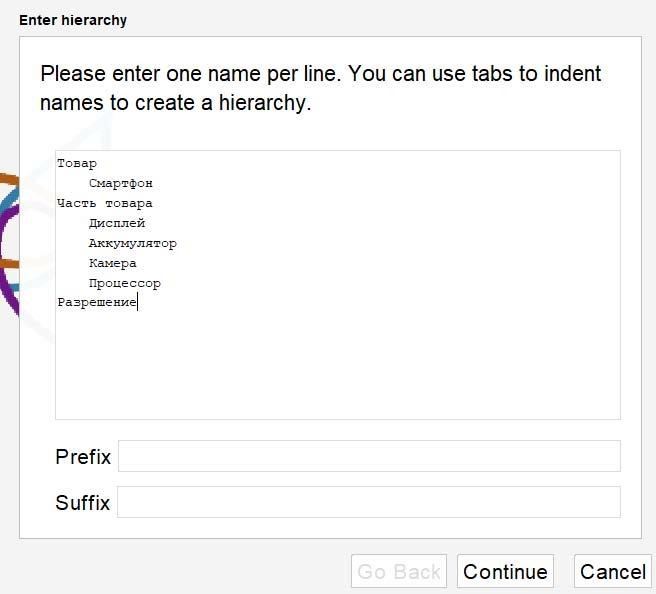 Enter hierarchy
Please enter one name per line. You can use tabs to indent
names to create a hierarchy.
Товар
    Смартфон
Часть товара
    Дисплей
    Аккумулятор
    Камера
    Процессор
Разрешение
Prefix
Suffix
Go Back Continue Cancel